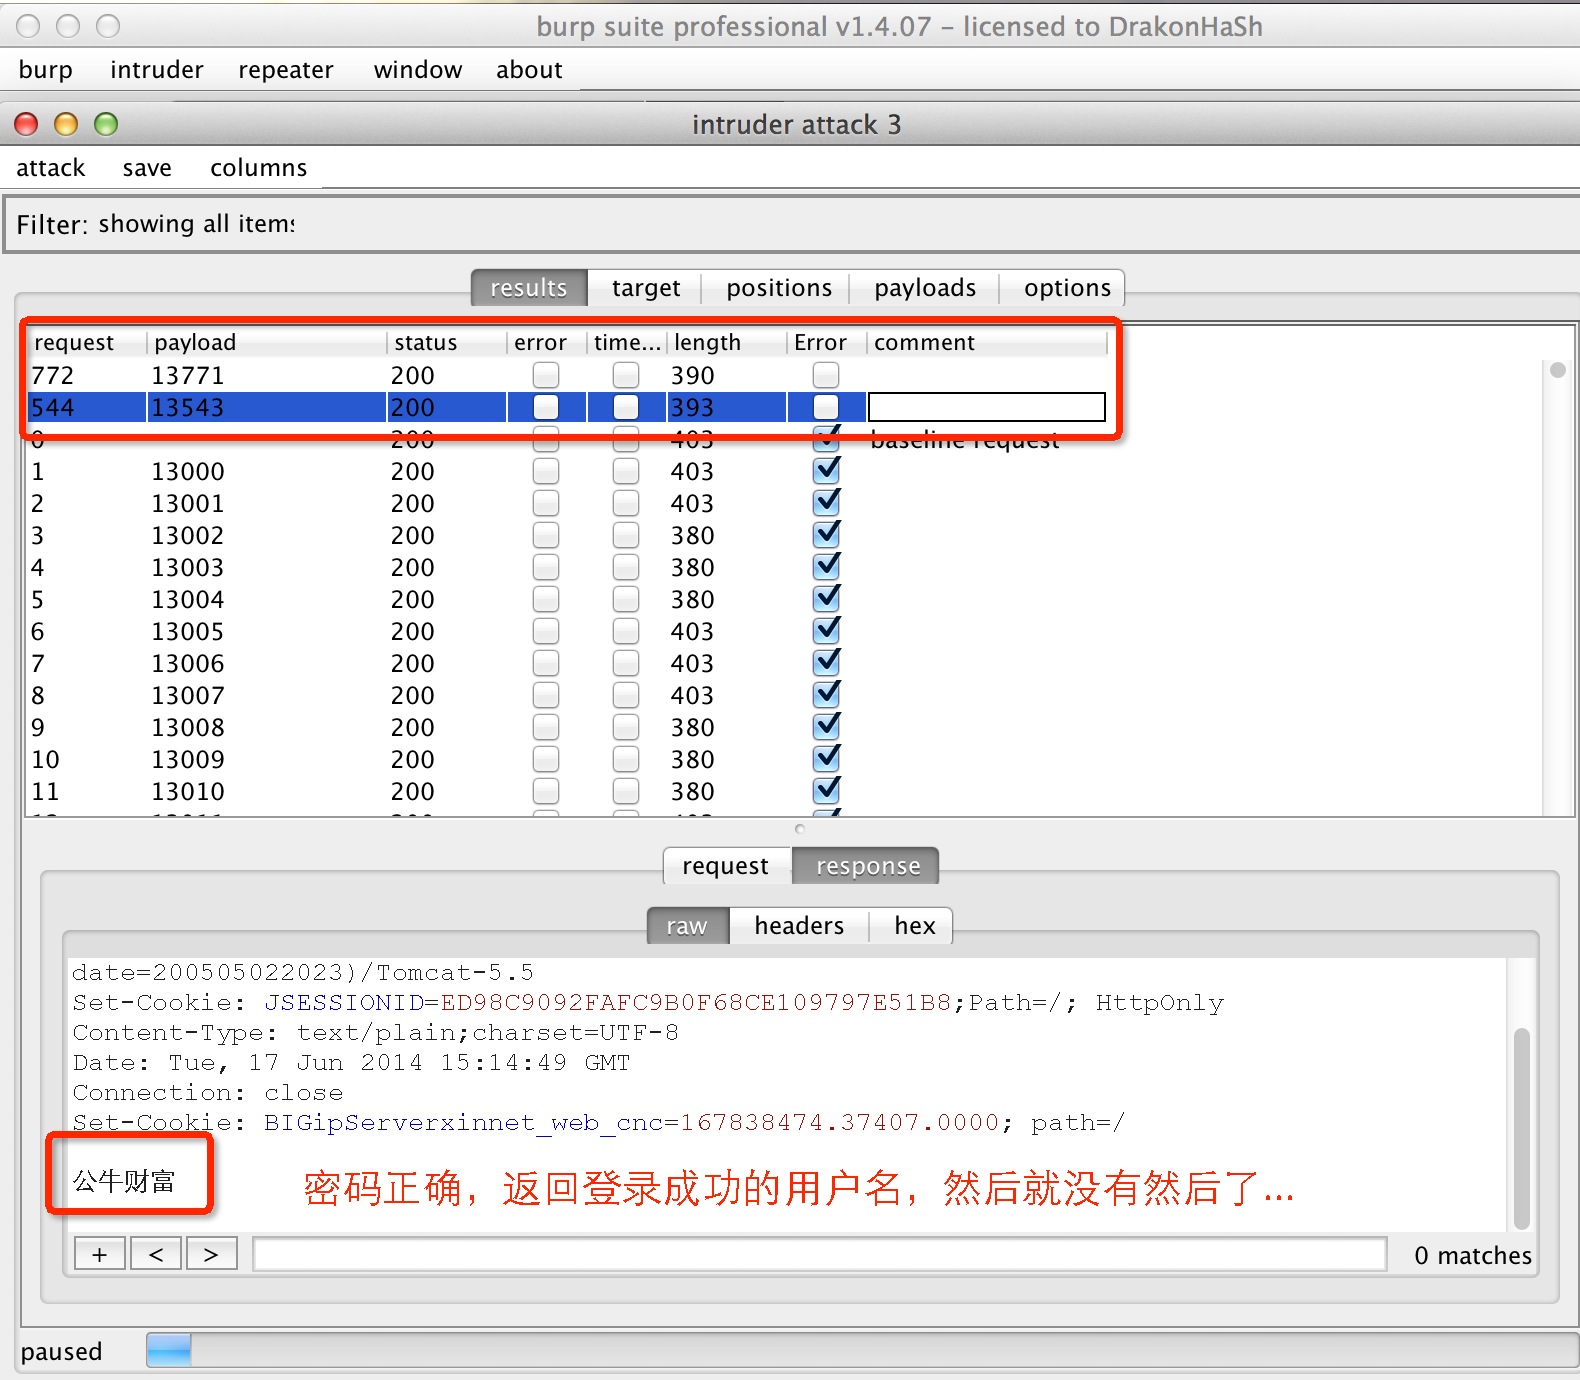 burp suite professional v1.4.07 – licensed to DrakonHaSh
burp intruder repeater window about
intruder attack 3
attack save columns
Filter: showing all items
results target positions payloads options
request payload status error time... length Error comment
772 13771 200 390
544 13543 200 393
0 200 403 baseline request
1 13000 200 403
2 13001 200 403
3 13002 200 380
4 13003 200 380
5 13004 200 380
6 13005 200 403
7 13006 200 403
8 13007 200 403
9 13008 200 380
10 13009 200 380
11 13010 200 380
request response
raw headers hex
date=200505022023)/Tomcat-5.5
Set-Cookie: JSESSIONID=ED98C9092FAFC9B0F68CE109797E51B8;Path=/; HttpOnly
Content-Type: text/plain;charset=UTF-8
Date: Tue, 17 Jun 2014 15:14:49 GMT
Connection: close
Set-Cookie: BIGipServerxinnet_web_cnc=167838474.37407.0000; path=/
公牛财富
密码正确，返回登录成功的用户名，然后就没有然后了...
+ < > 0 matches
paused